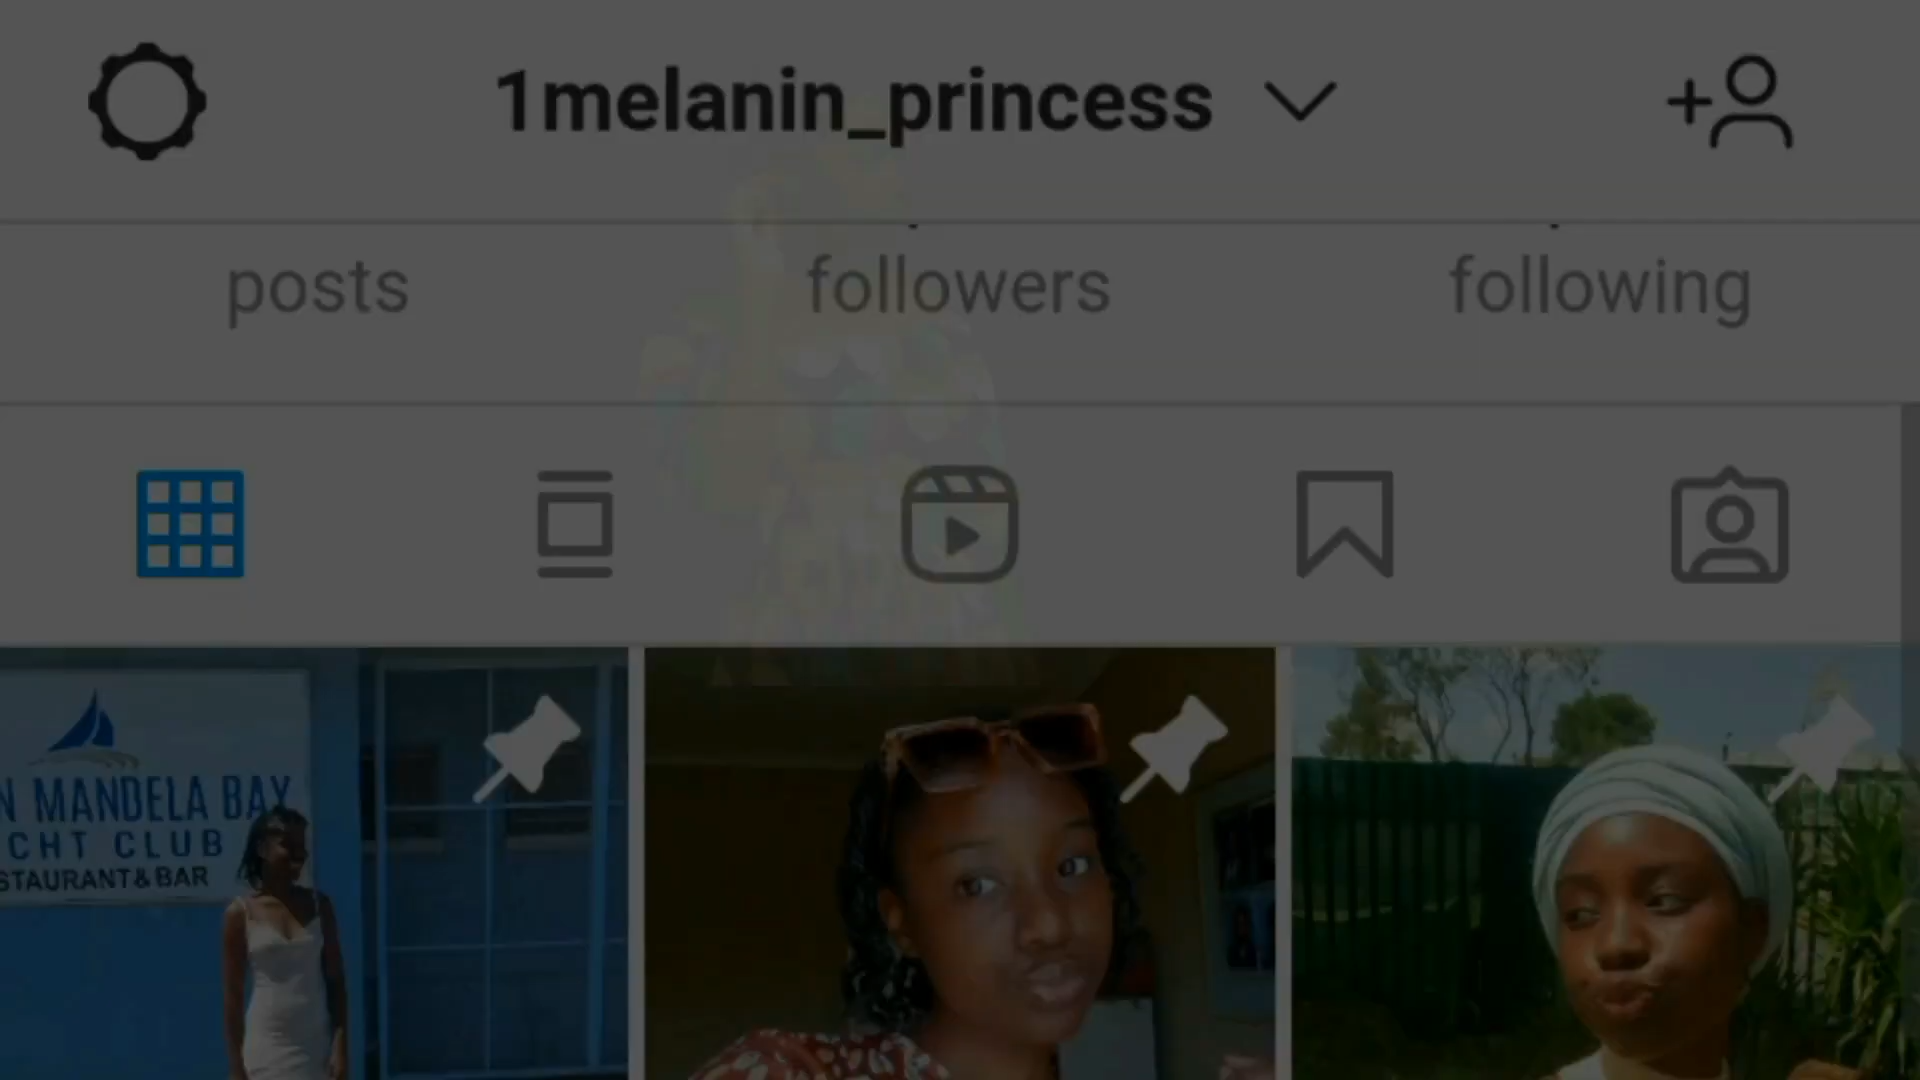 1melanin_princess
posts followers following
N MANDELA BAY
CHT CLUB
STAURANT & BAR